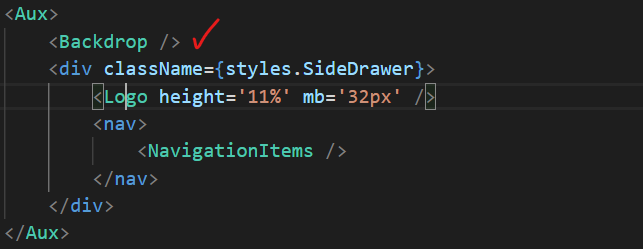 <Aux>
<Backdrop />
<div className={styles.SideDrawer}>
<Logo height='11%' mb='32px' />
<nav>
<NavigationItems />
</nav>
</div>
</Aux>